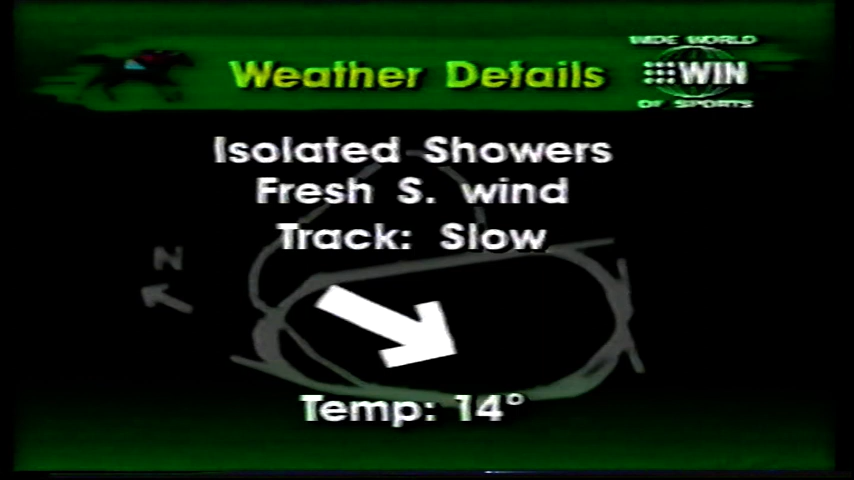 WIDE WORLD
Weather Details
WIN
OF SPORTS
Isolated Showers
Fresh S. wind
Track: Slow
N
Temp: 14°